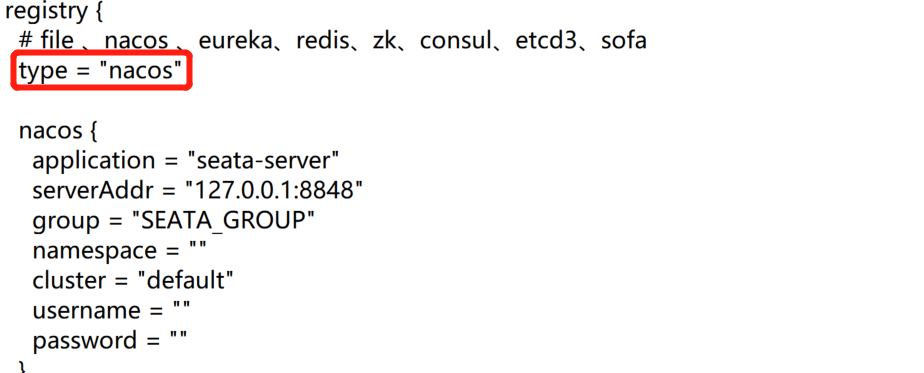 registry {
# file 、nacos 、eureka、redis、zk、consul、etcd3、sofa
type = "nacos"
nacos {
application = "seata-server"
serverAddr = "127.0.0.1:8848"
group = "SEATA_GROUP"
namespace = ""
cluster = "default"
username = ""
password = ""
}